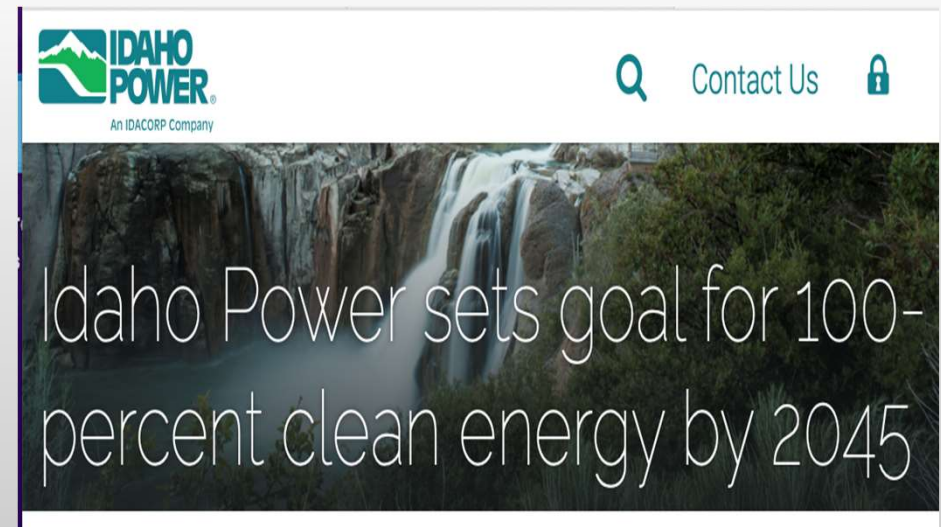 IDAHO
POWER®
An IDACORP Company
Contact Us
Idaho Power sets goal for 100-
percent clean energy by 2045